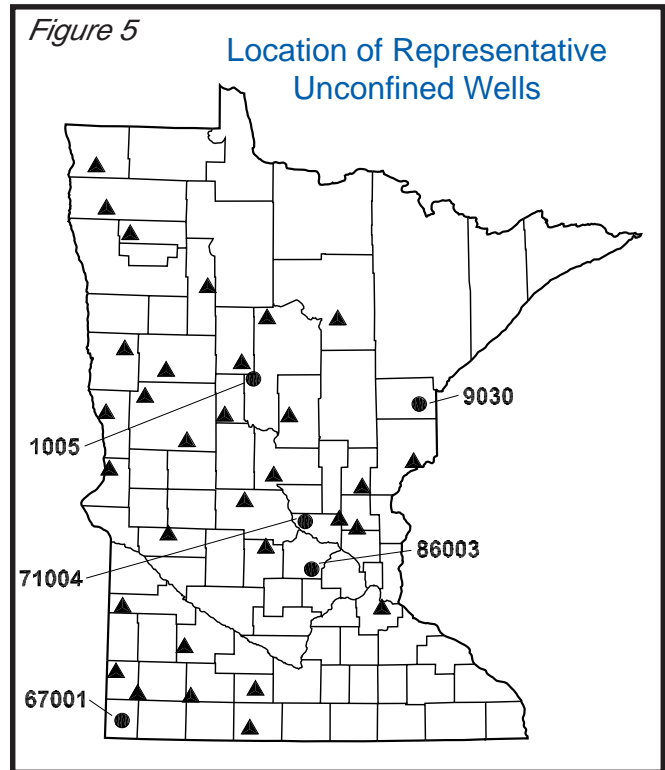 Figure 5
Location of Representative
Unconfined Wells
9030
1005
86003
71004
67001